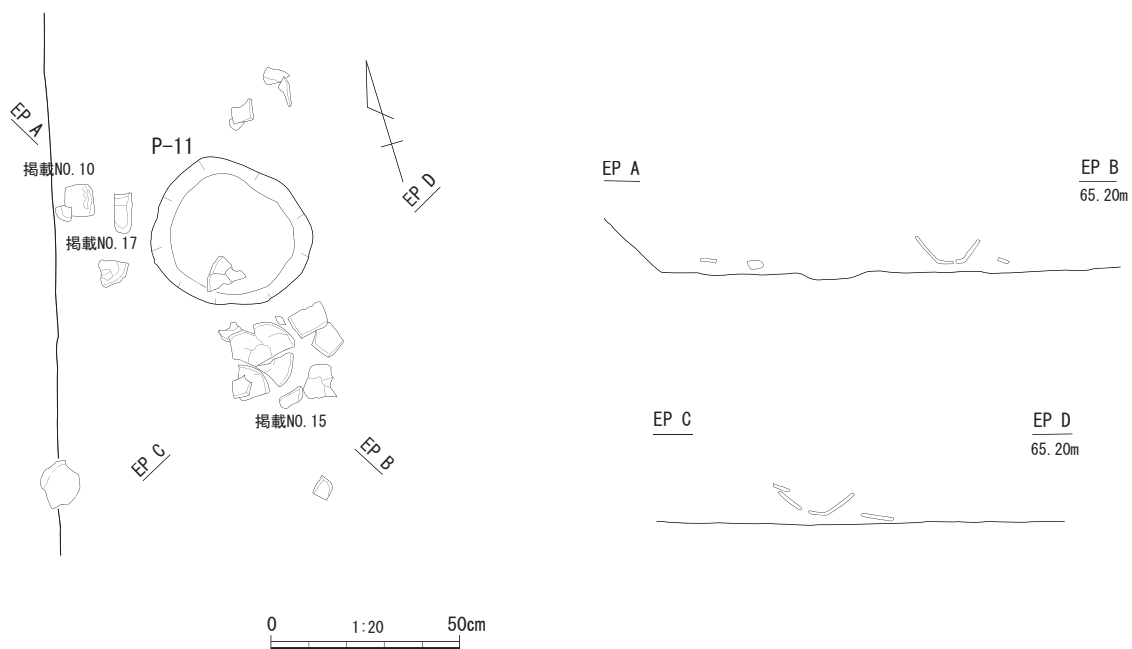 EP A
P-11
掲載NO.10
EP D
掲載NO.17
掲載NO.15
EP C
EP B
0 1:20 50cm
EP A
EP B
65.20m
EP C
EP D
65.20m